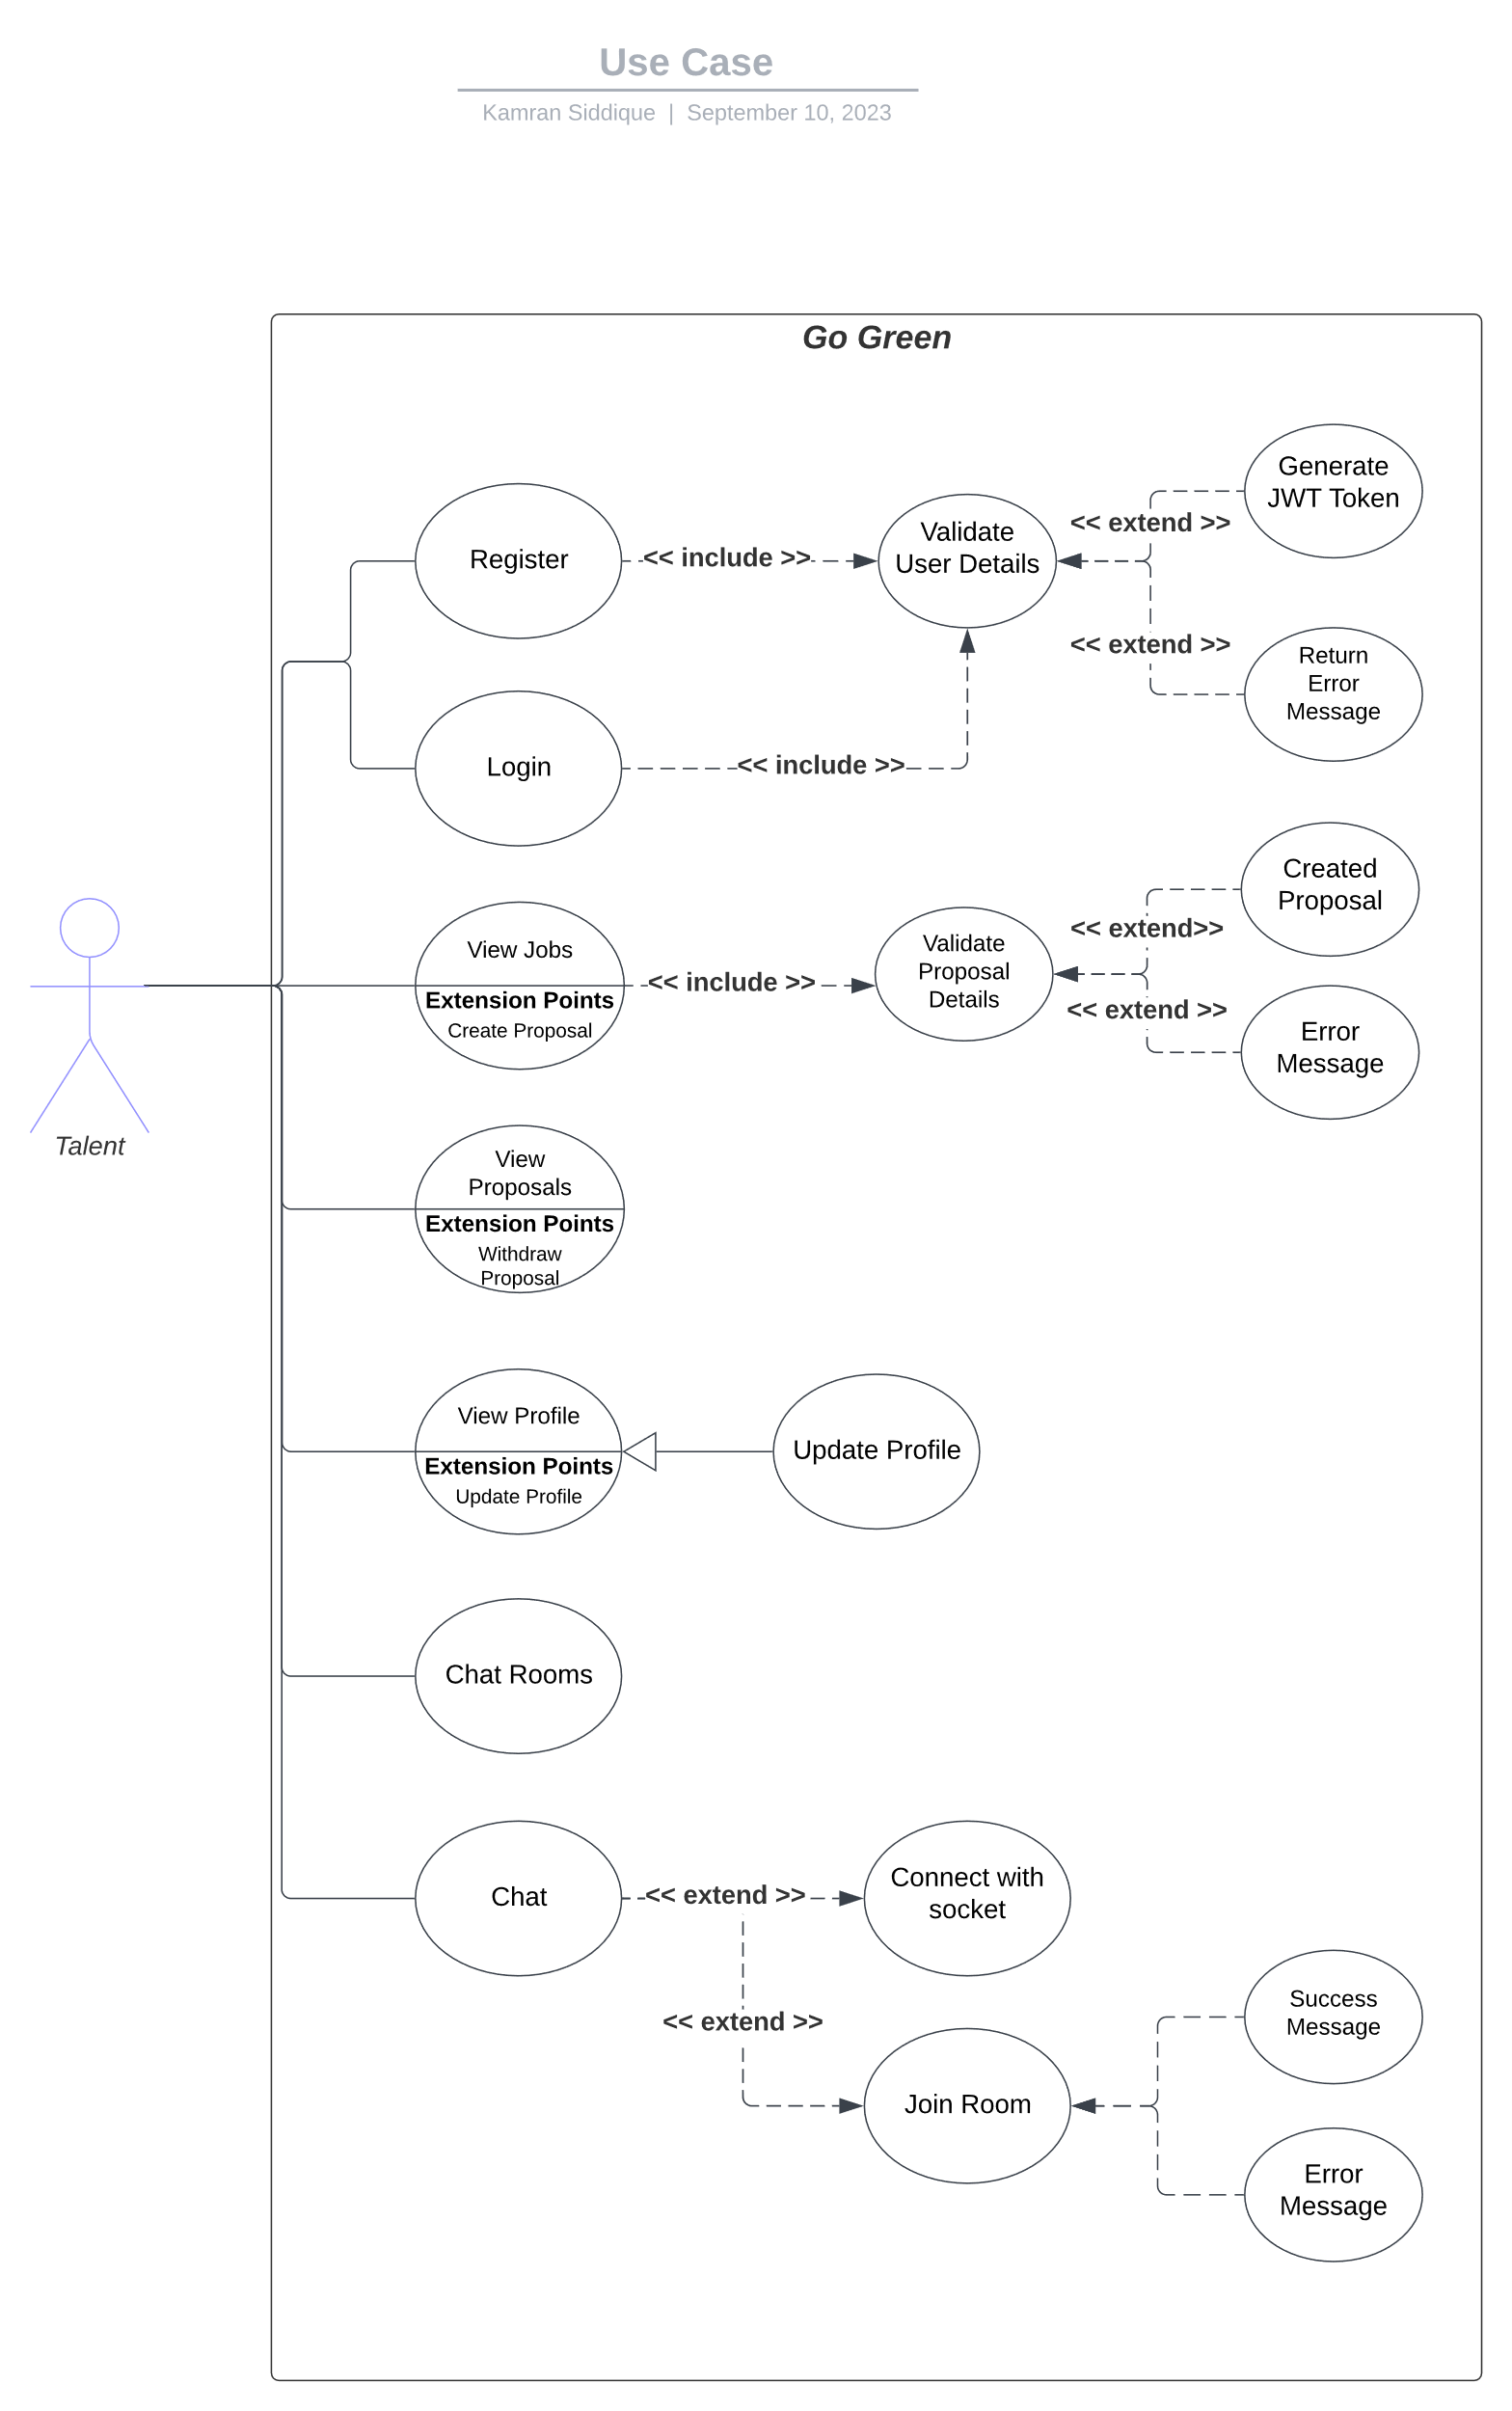 Use Case
Kamran Siddique | September 10, 2023
Go Green
Generate
JWT Token
<< extend >>
Validate
User Details
Register
<< include >>
<< extend >>
Return
Error
Message
Login
<< include >>
Created
Proposal
<< extend>>
Validate
Proposal
Details
View Jobs
Extension Points
Create Proposal
<< include >>
<< extend >>
Error
Message
Talent
View
Proposals
Extension Points
Withdraw
Proposal
View Profile
Extension Points
Update Profile
Update Profile
Chat Rooms
Chat
<< extend >>
Connect with
socket
<< extend >>
Success
Message
Join Room
Error
Message